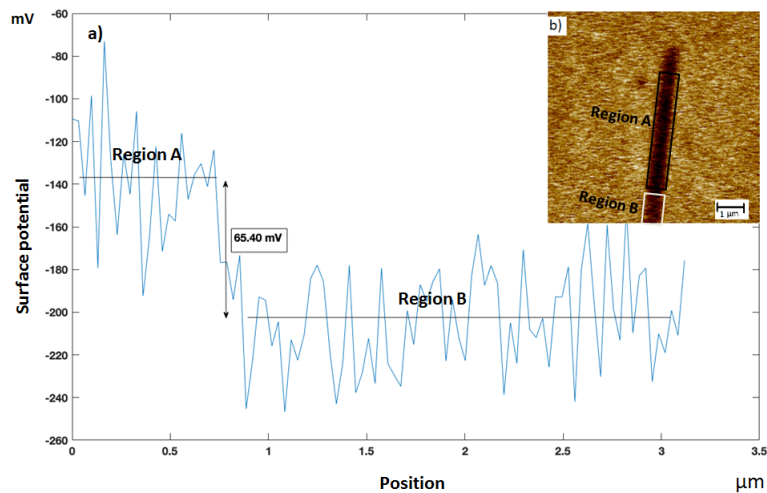 mV
a)
-60
-80
-100
-120
-140
-160
-180
-200
-220
-240
-260
Surface potential
Region A
65.40 mV
Region B
0
0.5
1
1.5
2
2.5
3
3.5
Position
μm
b)
Region A
Region B
1 μm